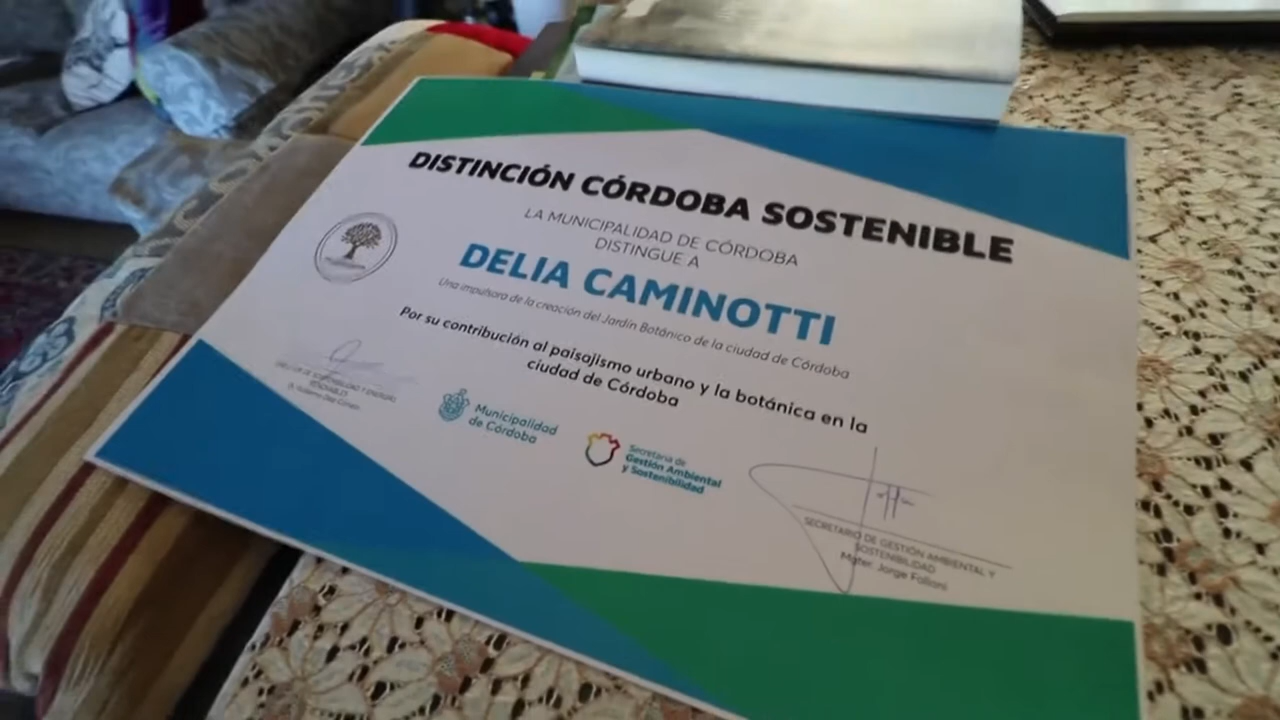 DISTINCIÓN CÓRDOBA SOSTENIBLE
LA MUNICIPALIDAD DE CÓRDOBA
DISTINGUE A
DELIA CAMINOTTI
Una impulsora de la creación del Jardín Botánico de la ciudad de Córdoba
Por su contribución al paisajismo urbano y la botánica en la
ciudad de Córdoba
Municipalidad
de Córdoba
Secretaría de
Gestión Ambiental
y Sostenibilidad
SECRETARIO DE GESTIÓN AMBIENTAL Y
SOSTENIBILIDAD
Mgter. Jorge